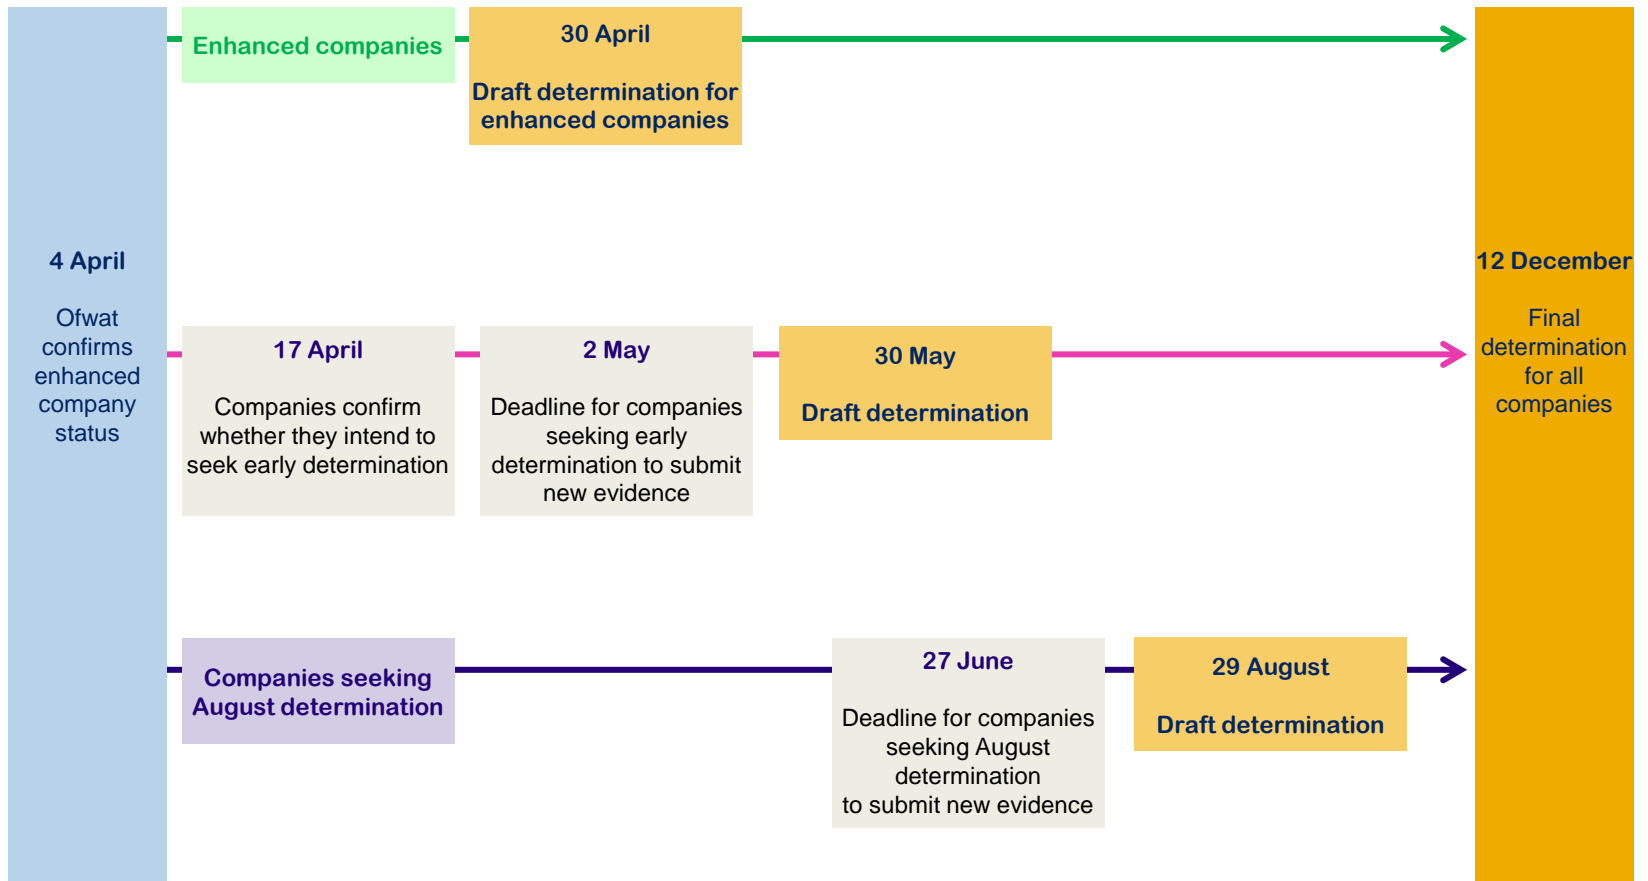 4 April
Ofwat
confirms
enhanced
company
status
Enhanced companies
30 April
Draft determination for
enhanced companies
17 April
Companies confirm
whether they intend to
seek early determination
2 May
Deadline for companies
seeking early
determination to submit
new evidence
30 May
Draft determination
Companies seeking
August determination
27 June
Deadline for companies
seeking August
determination
to submit new evidence
29 August
Draft determination
12 December
Final
determination
for all
companies